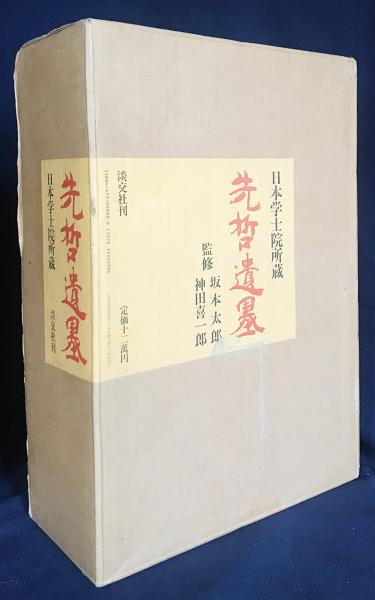 日本学士院所蔵
先哲遺墨
監修 坂本太郎
神田喜一郎
淡交社刊
定価十二萬円
日本学士院所蔵
先哲遺墨
淡交社刊